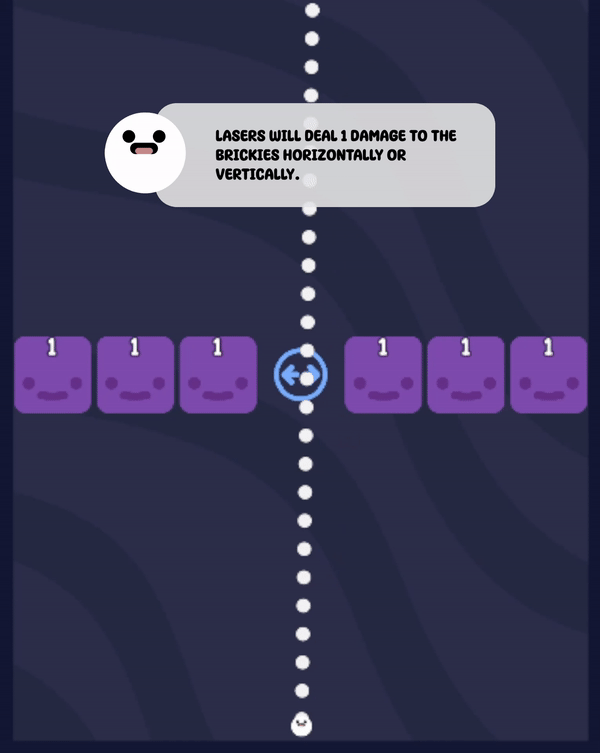 LASERS WILL DEAL 1 DAMAGE TO THE
BRICKIES HORIZONTALLY OR
VERTICALLY.
1 1 1 1 1 1